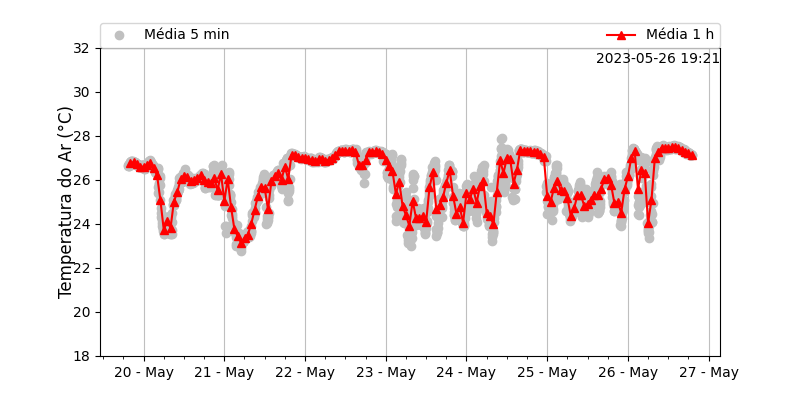 Média 5 min
Média 1 h
2023-05-26 19:21
Temperatura do Ar (°C)
32
30
28
26
24
22
20
18
20 - May
21 - May
22 - May
23 - May
24 - May
25 - May
26 - May
27 - May